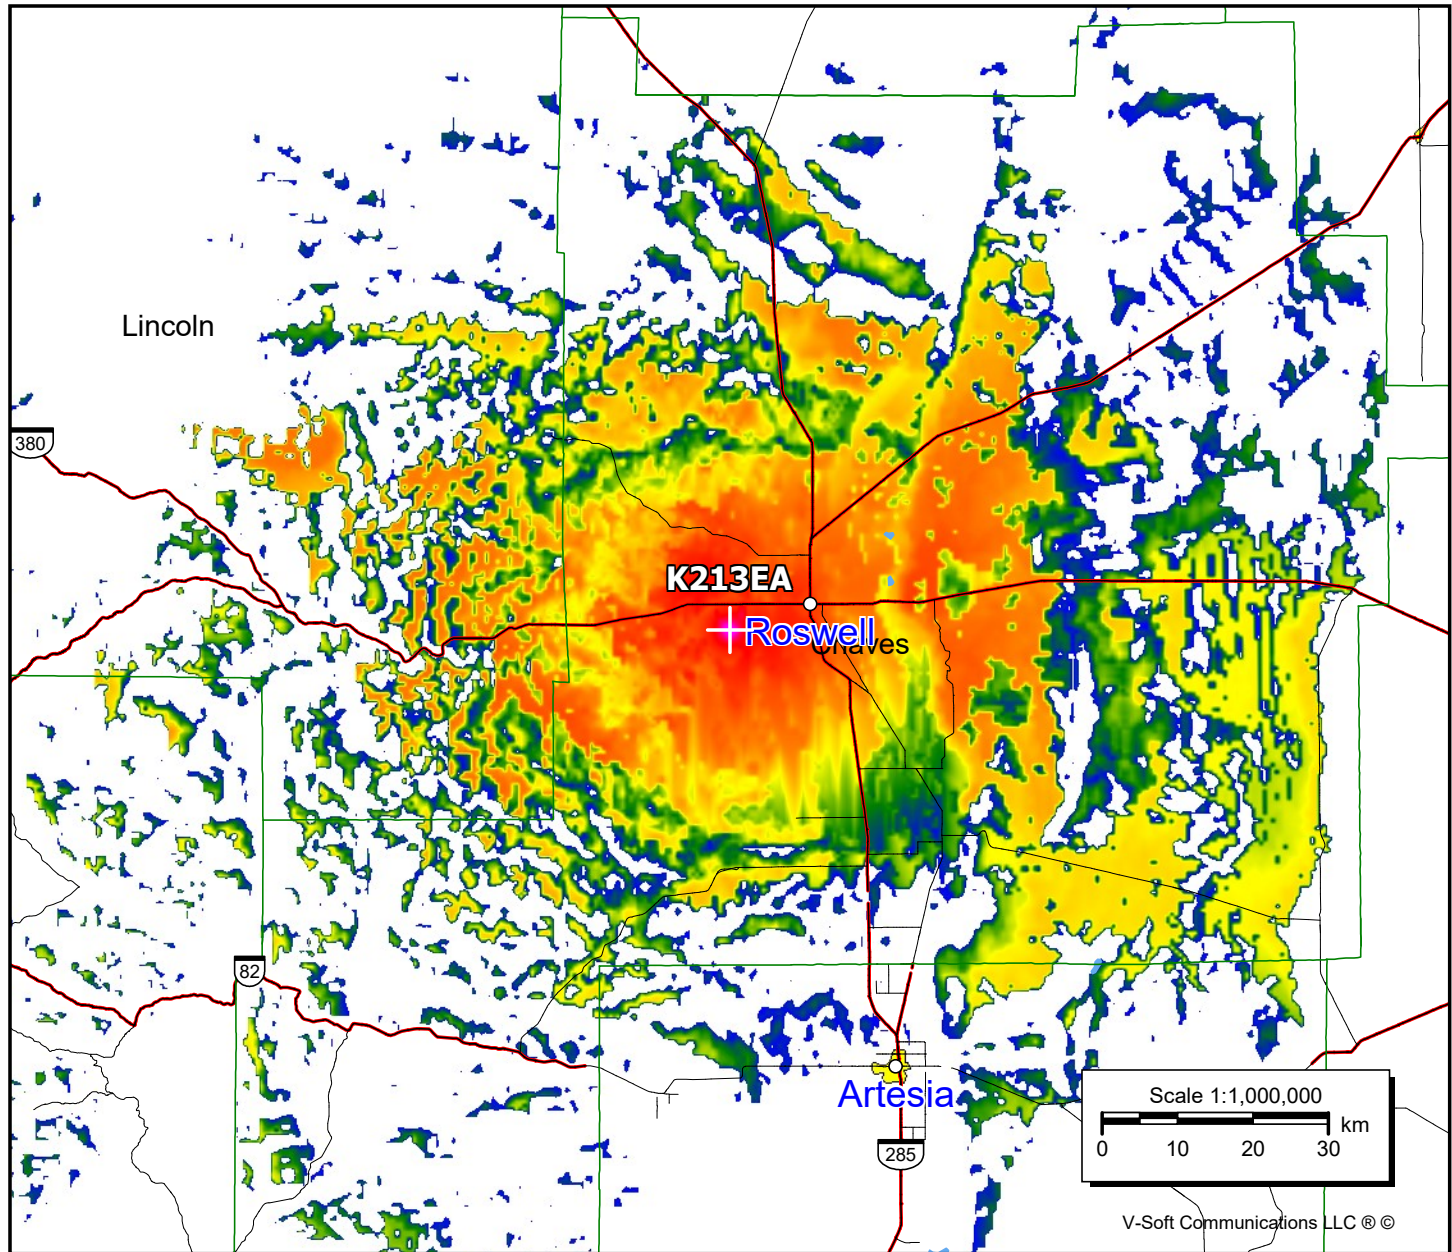 Lincoln
380
K213EA
Roswell
Chaves
82
Artesia
285
Scale 1:1,000,000
km
0 10 20 30
V-Soft Communications LLC ® ©